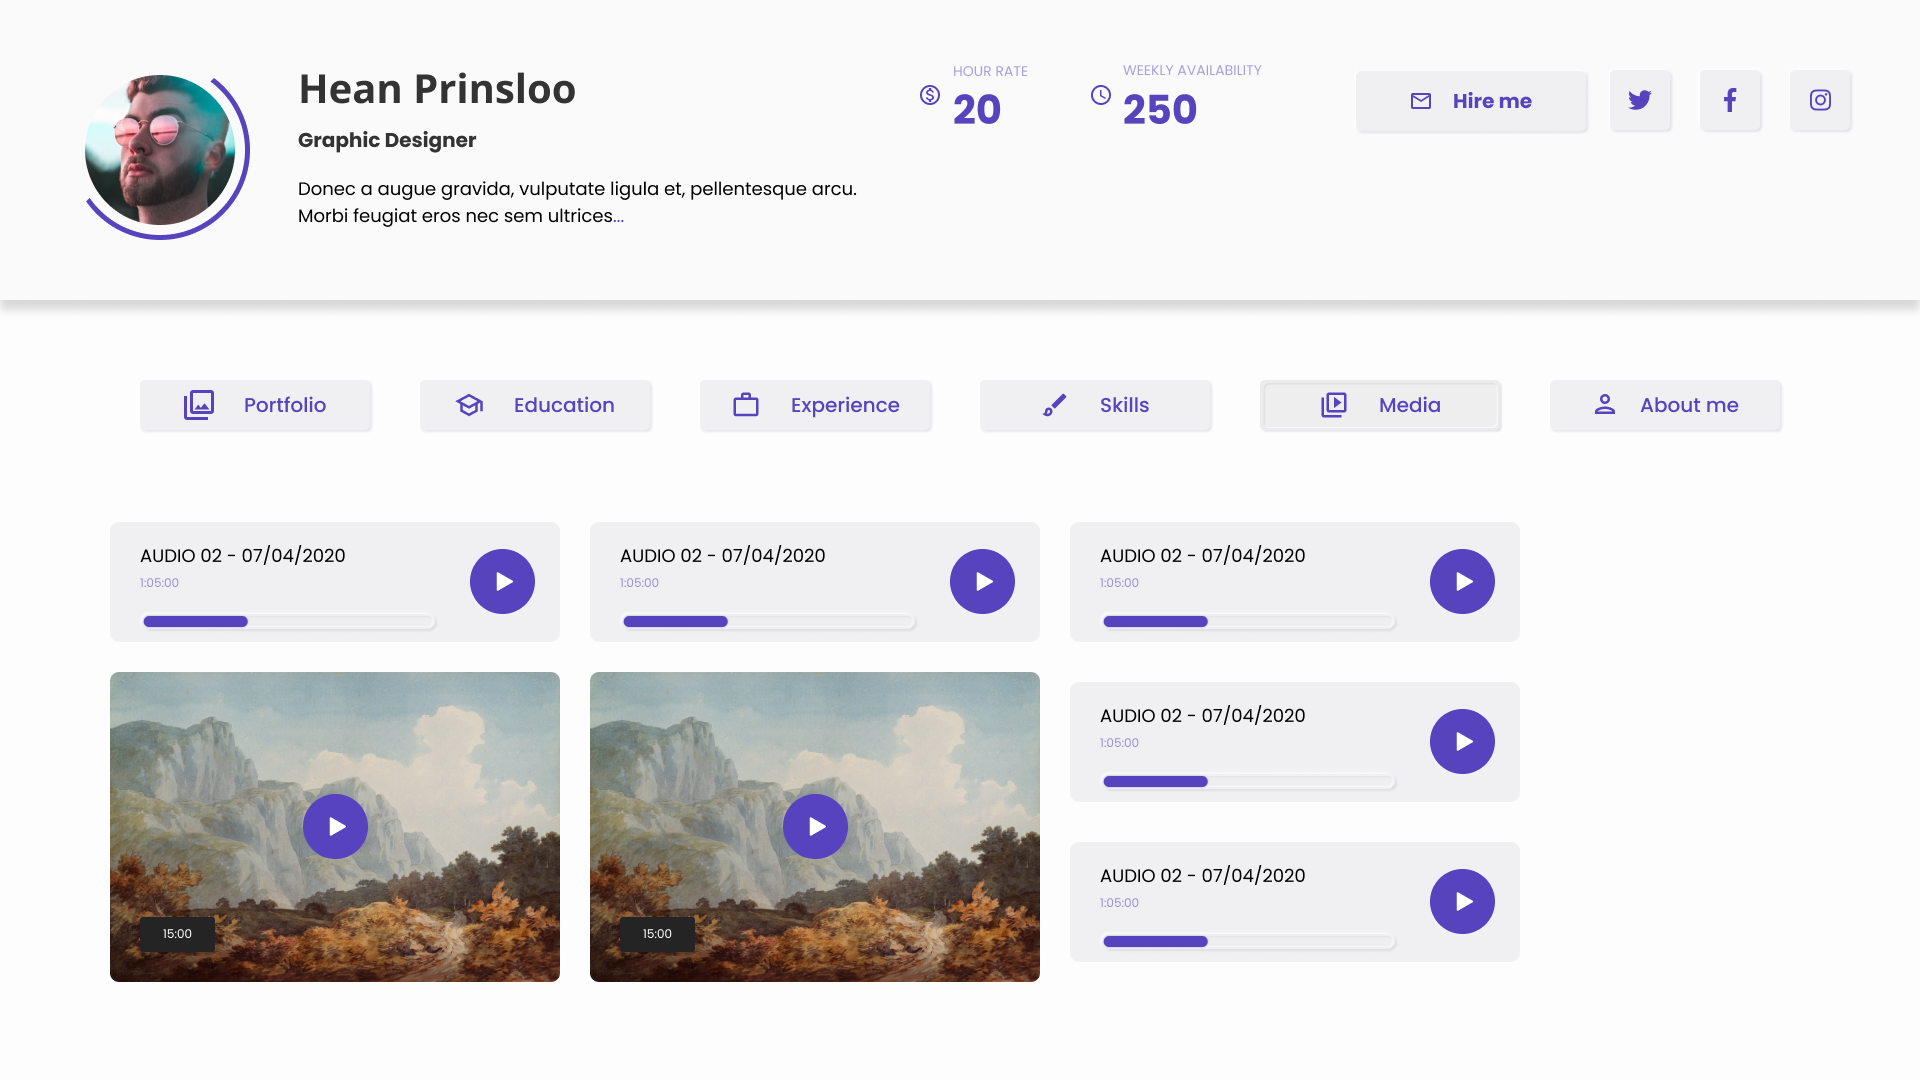 Hean Prinsloo
Graphic Designer
Donec a augue gravida, vulputate ligula et, pellentesque arcu.
Morbi feugiat eros nec sem ultrices...
HOUR RATE
20
WEEKLY AVAILABILITY
250
Hire me
Portfolio
Education
Experience
Skills
Media
About me
AUDIO 02 - 07/04/2020
1:05:00
AUDIO 02 - 07/04/2020
1:05:00
AUDIO 02 - 07/04/2020
1:05:00
15:00
15:00
AUDIO 02 - 07/04/2020
1:05:00
AUDIO 02 - 07/04/2020
1:05:00